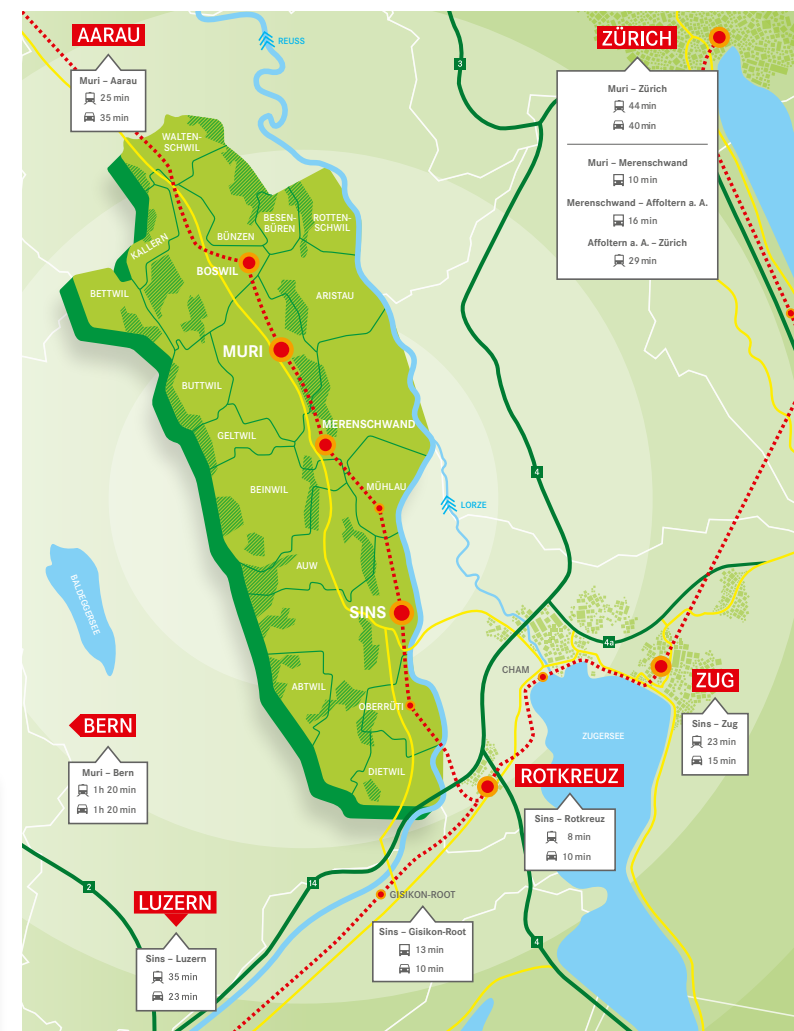 AARAU
Muri – Aarau
25 min
35 min
REUSS
3
ZÜRICH
Muri – Zürich
44 min
40 min
Muri – Merenschwand
10 min
Merenschwand – Affoltern a. A.
16 min
Affoltern a. A. – Zürich
29 min
WALTEN-
SCHWIL
BESEN-
BÜREN
ROTTEN-
SCHWIL
BÜNZEN
KALLERN
BOSWIL
BETTWIL
ARISTAU
MURI
BUTTWIL
MERENSCHWAND
GELTWIL
4
BEINWIL
MÜHLAU
LORZE
AUW
BALDEGGERSEE
SINS
4a
CHAM
ZUG
Sins – Zug
23 min
15 min
ABTWIL
OBERRÜTI
BERN
Muri – Bern
1h 20 min
1h 20 min
ZUGERSEE
DIETWIL
ROTKREUZ
Sins – Rotkreuz
8 min
10 min
2
14
LUZERN
Sins – Luzern
35 min
23 min
GISIKON-ROOT
Sins – Gisikon-Root
13 min
10 min
4